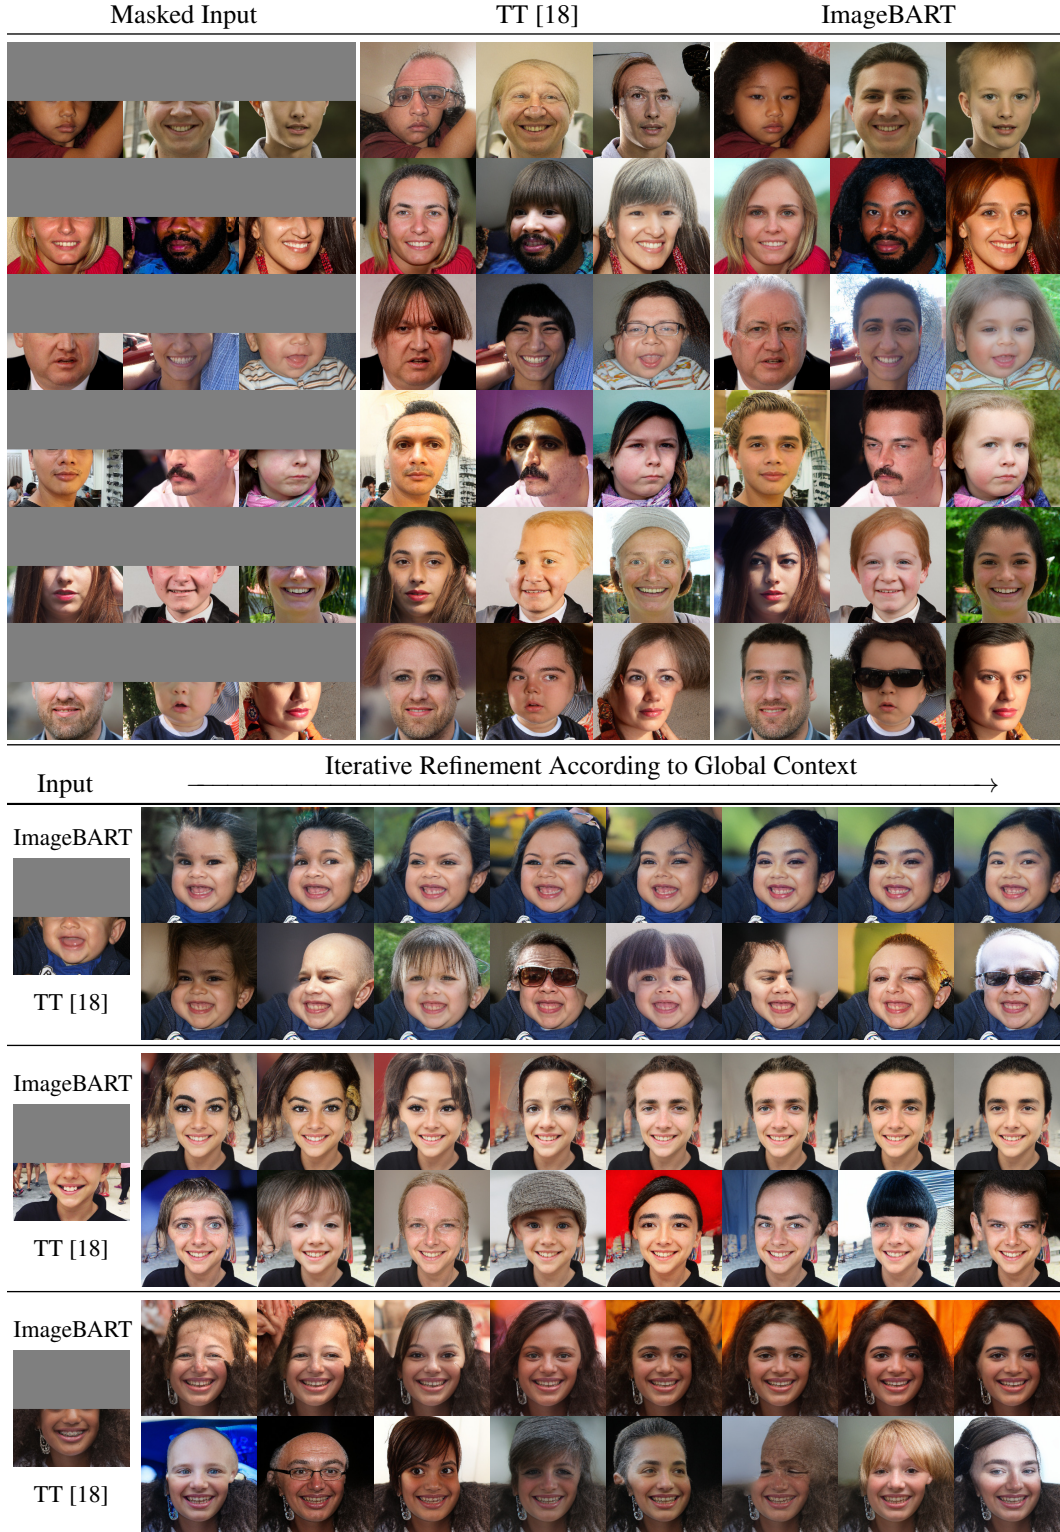 Masked Input TT [18] ImageBART
Iterative Refinement According to Global Context
Input
ImageBART
TT [18]
ImageBART
TT [18]
ImageBART
TT [18]